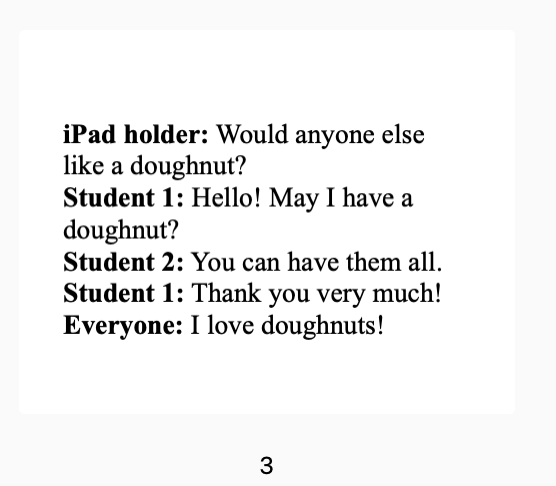 iPad holder: Would anyone else
like a doughnut?
Student 1: Hello! May I have a
doughnut?
Student 2: You can have them all.
Student 1: Thank you very much!
Everyone: I love doughnuts!
3